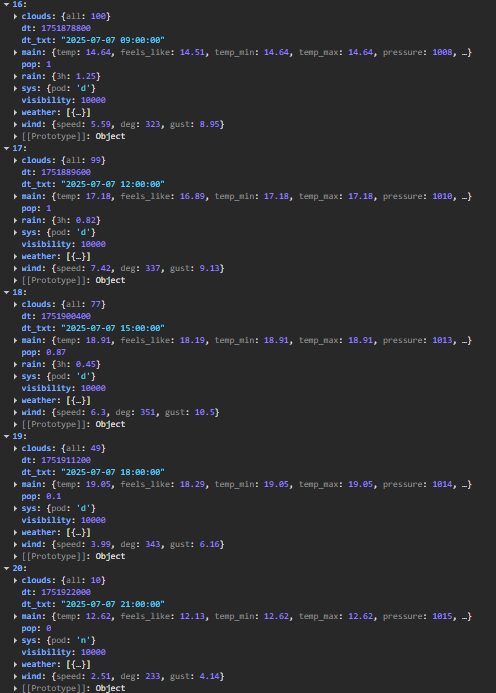 16:
clouds: {all: 100}
dt: 1751878800
dt_txt: "2025-07-07 09:00:00"
main: {temp: 14.64, feels_like: 14.51, temp_min: 14.64, temp_max: 14.64, pressure: 1008, …}
pop: 1
rain: {3h: 1.25}
sys: {pod: 'd'}
visibility: 10000
weather: [{…}]
wind: {speed: 5.59, deg: 323, gust: 8.95}
[[Prototype]]: Object
17:
clouds: {all: 99}
dt: 1751889600
dt_txt: "2025-07-07 12:00:00"
main: {temp: 17.18, feels_like: 16.89, temp_min: 17.18, temp_max: 17.18, pressure: 1010, …}
pop: 1
rain: {3h: 0.82}
sys: {pod: 'd'}
visibility: 10000
weather: [{…}]
wind: {speed: 7.42, deg: 337, gust: 9.13}
[[Prototype]]: Object
18:
clouds: {all: 77}
dt: 1751900400
dt_txt: "2025-07-07 15:00:00"
main: {temp: 18.91, feels_like: 18.19, temp_min: 18.91, temp_max: 18.91, pressure: 1013, …}
pop: 0.87
rain: {3h: 0.45}
sys: {pod: 'd'}
visibility: 10000
weather: [{…}]
wind: {speed: 6.3, deg: 351, gust: 10.5}
[[Prototype]]: Object
19:
clouds: {all: 49}
dt: 1751911200
dt_txt: "2025-07-07 18:00:00"
main: {temp: 19.05, feels_like: 18.29, temp_min: 19.05, temp_max: 19.05, pressure: 1014, …}
pop: 0.1
sys: {pod: 'd'}
visibility: 10000
weather: [{…}]
wind: {speed: 3.99, deg: 343, gust: 6.16}
[[Prototype]]: Object
20:
clouds: {all: 10}
dt: 1751922000
dt_txt: "2025-07-07 21:00:00"
main: {temp: 12.62, feels_like: 12.13, temp_min: 12.62, temp_max: 12.62, pressure: 1015, …}
pop: 0
sys: {pod: 'n'}
visibility: 10000
weather: [{…}]
wind: {speed: 2.51, deg: 233, gust: 4.14}
[[Prototype]]: Object